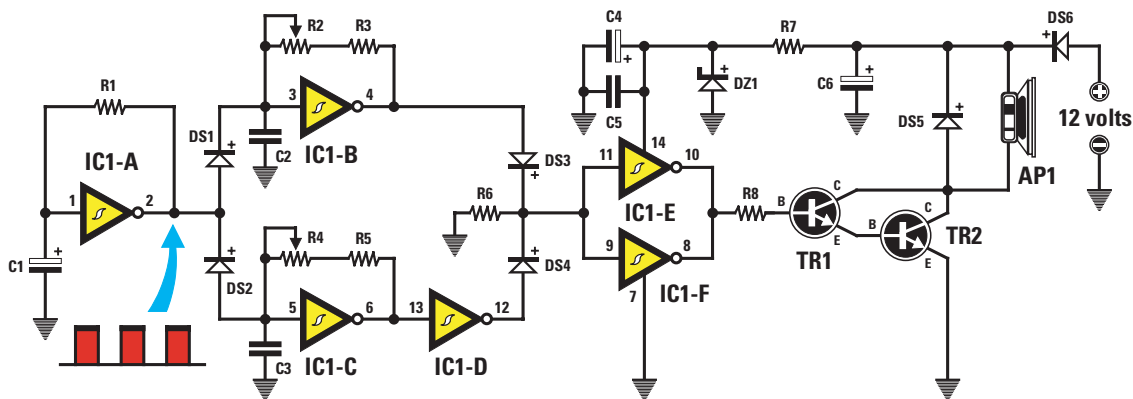 C4
R2
R3
R7
DS6
+
+
+
+
+
R1
3
4
DZ1
C6
12 volts
DS1
+
C5
DS5
C2
IC1-B
14
IC1-A
DS3
11
10
AP1
+
1
2
R6
IC1-E
R8
B
C
C
+
R4
R5
+
B
E
TR2
C1
9
8
TR1
E
+
DS2
DS4
7
IC1-F
5
6
13
12
C3
IC1-C
IC1-D